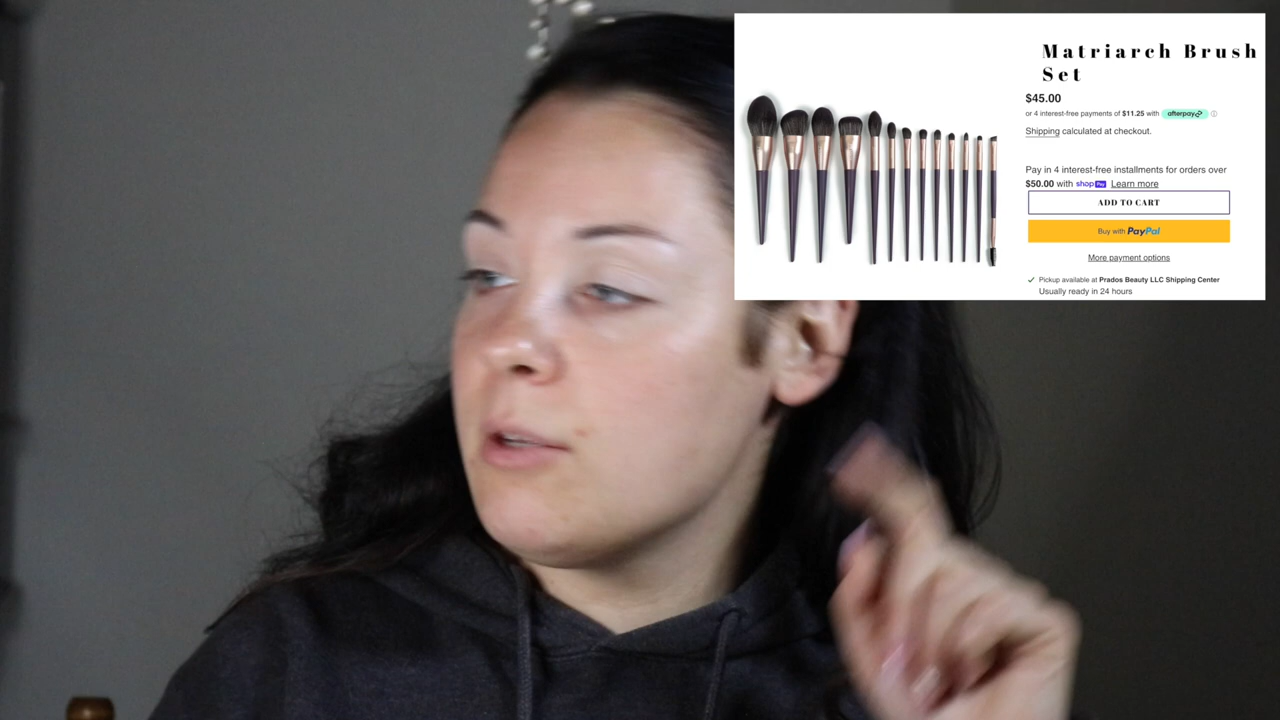 Matriarch Brush
Set
$45.00
or 4 interest-free payments of $11.25 with afterpay
Shipping calculated at checkout.
Pay in 4 interest-free installments for orders over
$50.00 with shop Pay Learn more
ADD TO CART
Buy with PayPal
More payment options
Pickup available at Prados Beauty LLC Shipping Center
Usually ready in 24 hours